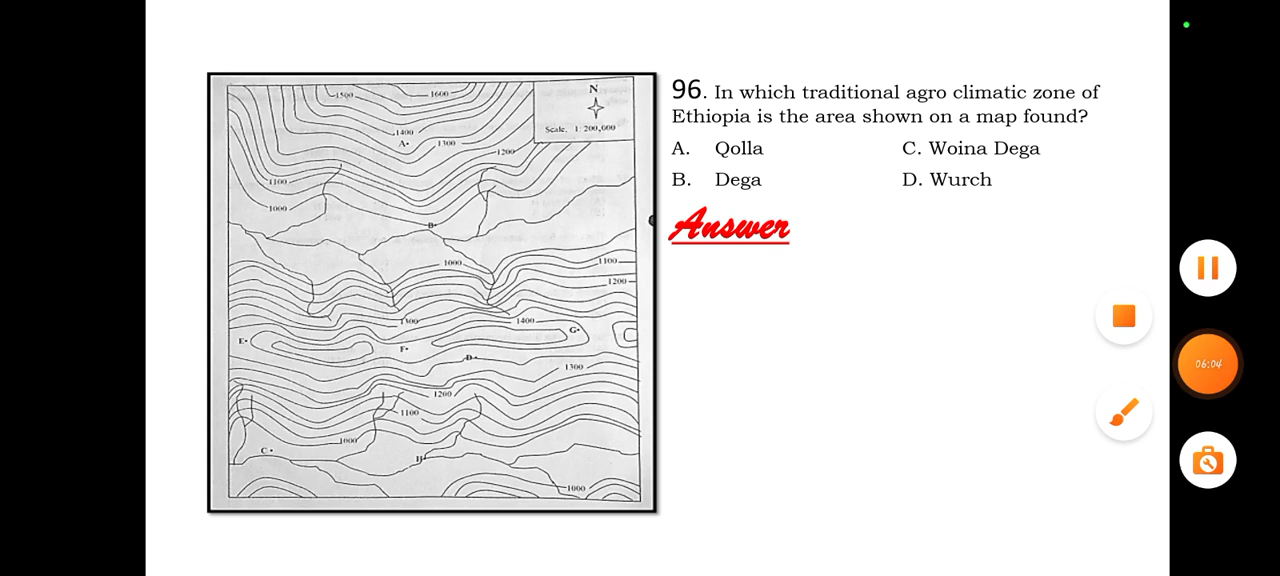 N
Scale. 1:200,000
1500
1600
1400
A
1300
1200
1100
1000
B
1000
1100
1200
1300
1400
G
E
F
D
1300
1200
1100
1000
C
H
1000
96. In which traditional agro climatic zone of
Ethiopia is the area shown on a map found?
A. Qolla
C. Woina Dega
B. Dega
D. Wurch
Answer
06:04